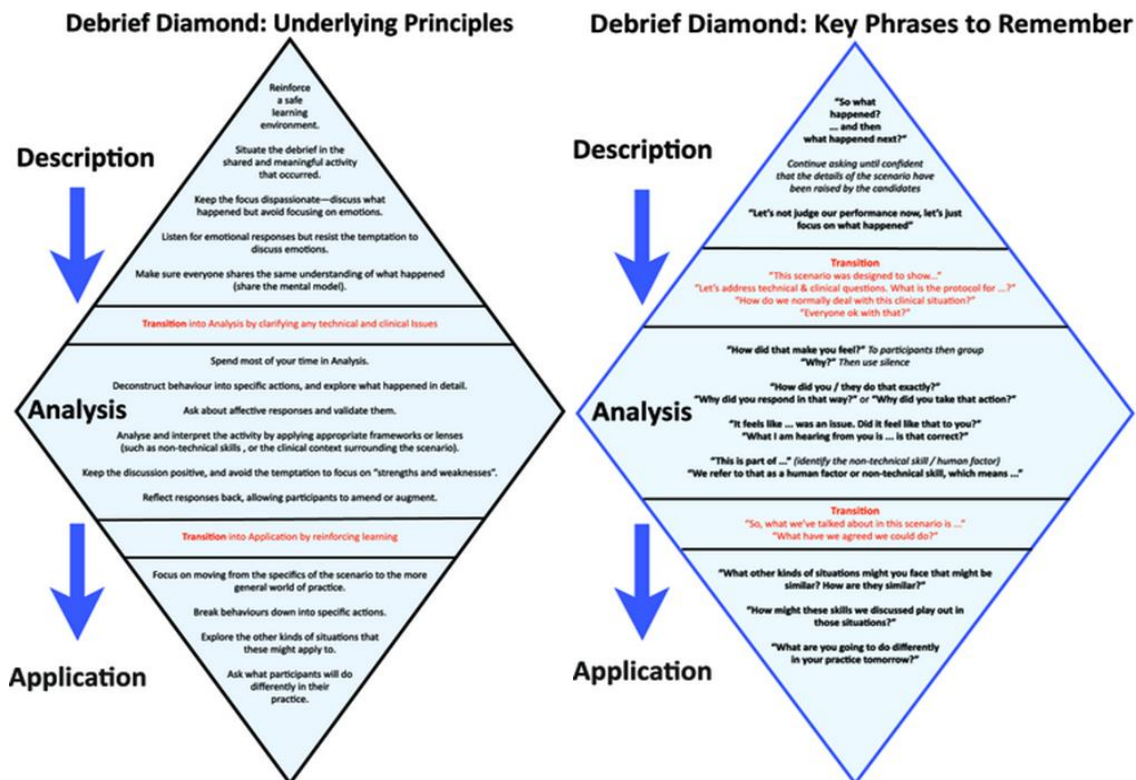 Debrief Diamond: Underlying Principles
Reinforce
a safe
learning
environment.
Situate the debrief in the
shared and meaningful activity
that occurred.
Description
Keep the focus dispassionate—discuss what
happened but avoid focusing on emotions.
Listen for emotional responses but resist the temptation to
discuss emotions.
Make sure everyone shares the same understanding of what happened
(share the mental model).
Transition into Analysis by clarifying any technical and clinical Issues
Spend most of your time in Analysis.
Deconstruct behaviour into specific actions, and explore what happened in detail.
Analysis
Ask about affective responses and validate them.
Analyse and interpret the activity by applying appropriate frameworks or lenses
(such as non-technical skills , or the clinical context surrounding the scenario).
Keep the discussion positive, and avoid the temptation to focus on “strengths and weaknesses”.
Reflect responses back, allowing participants to amend or augment.
Transition into Application by reinforcing learning
Focus on moving from the specifics of the scenario to the more
general world of practice.
Break behaviours down into specific actions.
Explore the other kinds of situations that
these might apply to.
Application
Ask what participants will do
differently in their
practice.
Debrief Diamond: Key Phrases to Remember
“So what
happened?
... and then
what happened next?”
Description
Continue asking until confident
that the details of the scenario have
been raised by the candidates
“Let’s not judge our performance now, let’s just
focus on what happened”
Transition
“This scenario was designed to show...”
“Let’s address technical & clinical questions. What is the protocol for ...?”
“How do we normally deal with this clinical situation?”
“Everyone ok with that?”
“How did that make you feel?” To participants then group
“Why?” Then use silence
“How did you / they do that exactly?”
“Why did you respond in that way?” or “Why did you take that action?”
Analysis
“It feels like ... was an issue. Did it feel like that to you?”
“What I am hearing from you is ... is that correct?”
“This is part of ...” (identify the non-technical skill / human factor)
“We refer to that as a human factor or non-technical skill, which means ...”
Transition
“So, what we’ve talked about in this scenario is ...”
“What have we agreed we could do?”
“What other kinds of situations might you face that might be
similar? How are they similar?”
“How might these skills we discussed play out in
those situations?”
“What are you going to do differently
in your practice tomorrow?”
Application